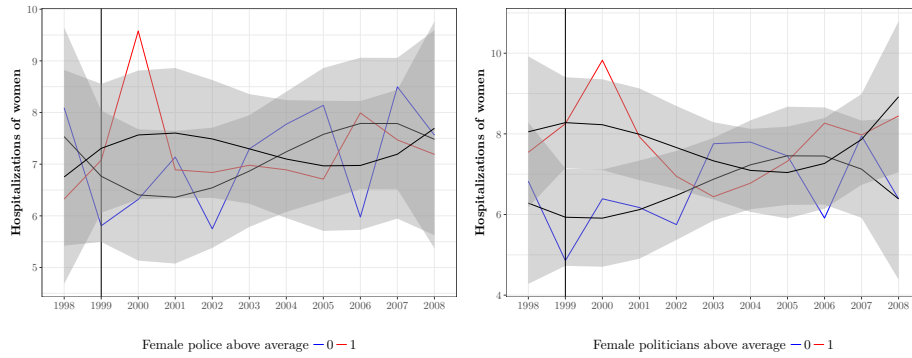 Hospitalizations of women
10
9
8
7
6
5
1998 1999 2000 2001 2002 2003 2004 2005 2006 2007 2008
Female police above average 0 1
Hospitalizations of women
10
8
6
4
1998 1999 2000 2001 2002 2003 2004 2005 2006 2007 2008
Female politicians above average 0 1